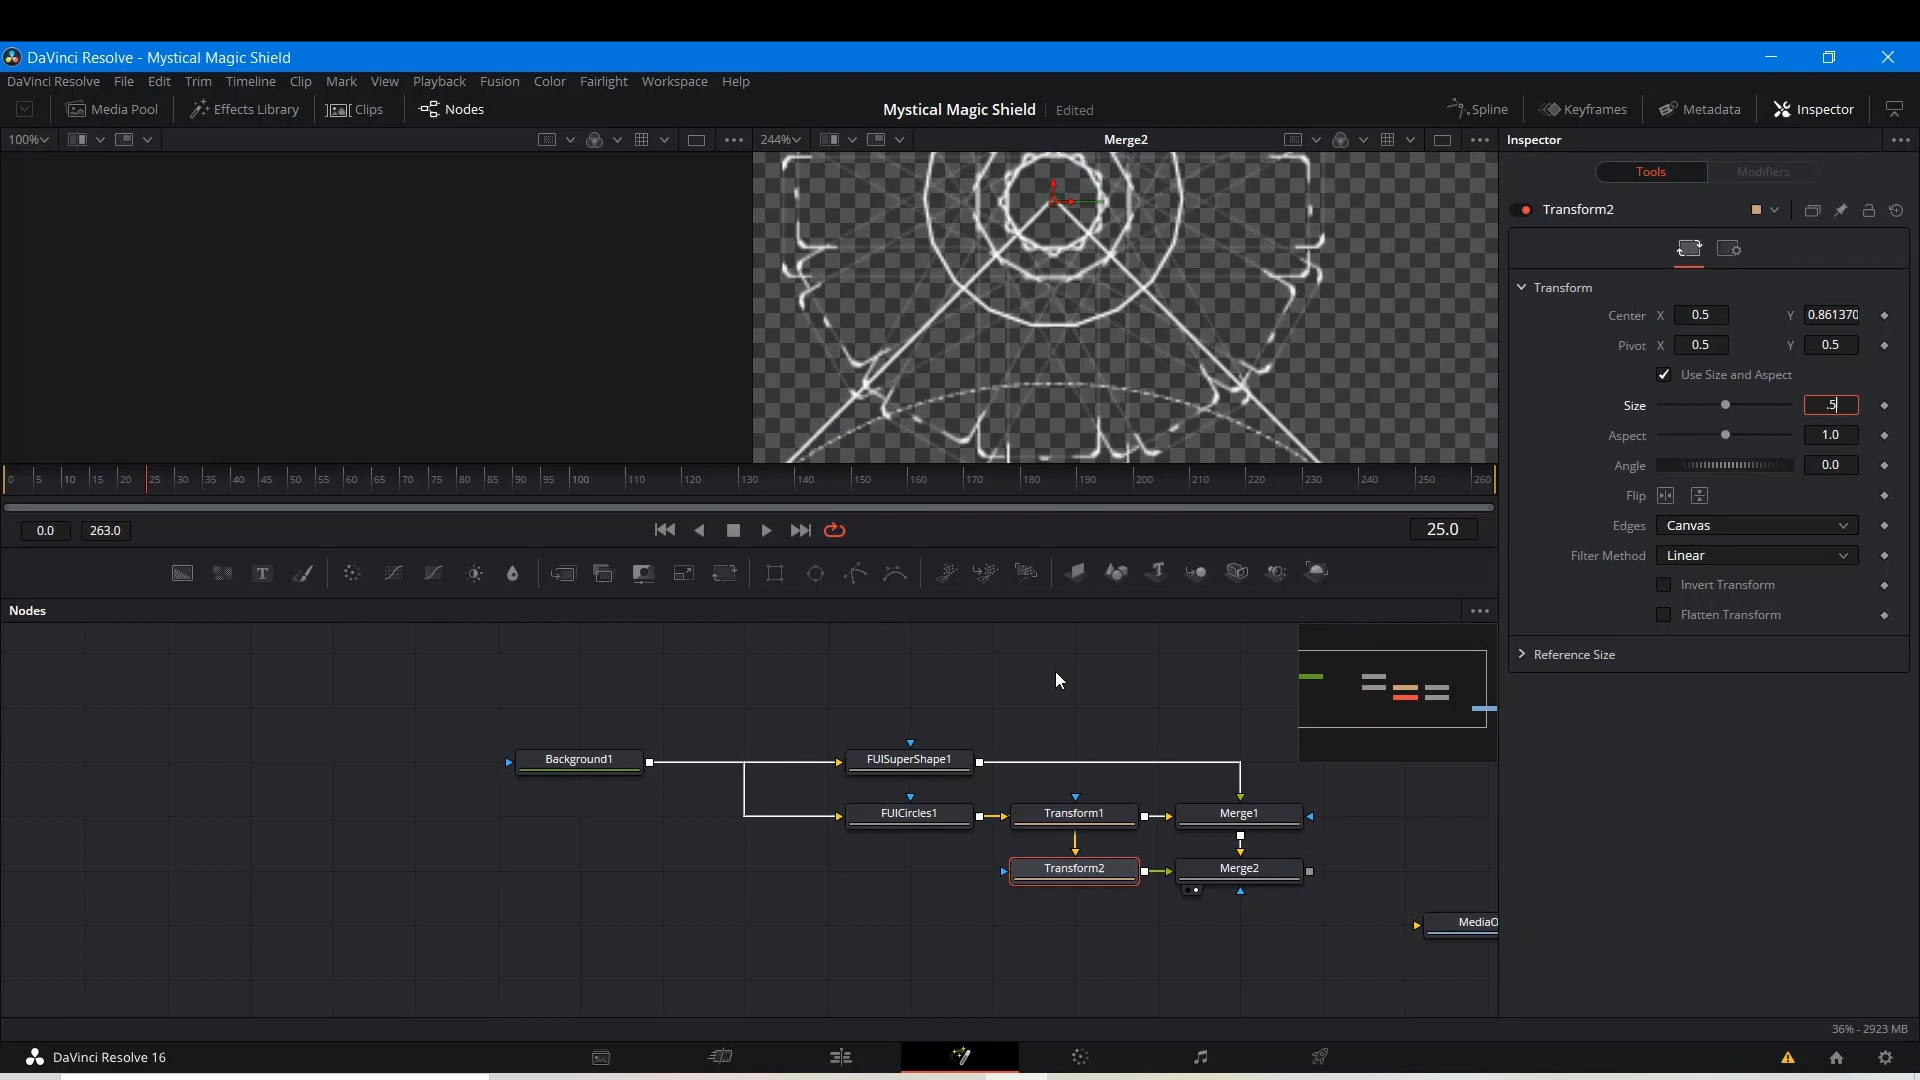 DaVinci Resolve - Mystical Magic Shield
DaVinci Resolve File Edit Trim Timeline Clip Mark View Playback Fusion Color Fairlight Workspace Help
Media Pool Effects Library Clips Nodes Mystical Magic Shield Edited Spline Keyframes Metadata Inspector
100% 244% Merge2 Inspector
Tools Modifiers
Transform2
Transform
Center X 0.5 Y 0.861370
Pivot X 0.5 Y 0.5
Use Size and Aspect
Size .5
Aspect 1.0
Angle 0.0
Flip
Edges Canvas
Filter Method Linear
Invert Transform
Flatten Transform
Reference Size
0 5 10 15 20 25 30 35 40 45 50 55 60 65 70 75 80 85 90 95 100 110 120 130 140 150 160 170 180 190 200 210 220 230 240 250 260
0.0 263.0 25.0
T
Nodes
Background1 FUISuperShape1
FUICircles1 Transform1 Merge1
Transform2 Merge2
MediaO
36% - 2923 MB
DaVinci Resolve 16